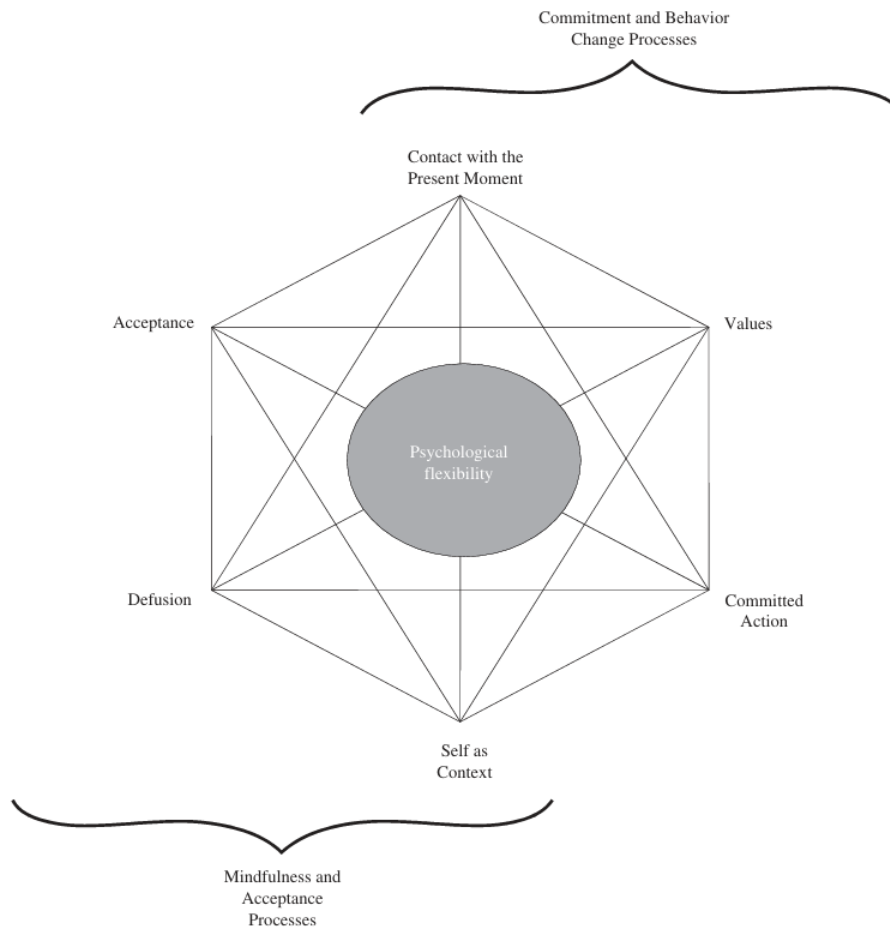 Commitment and Behavior
Change Processes
Contact with the
Present Moment
Acceptance
Values
Psychological
flexibility
Defusion
Committed
Action
Self as
Context
Mindfulness and
Acceptance
Processes